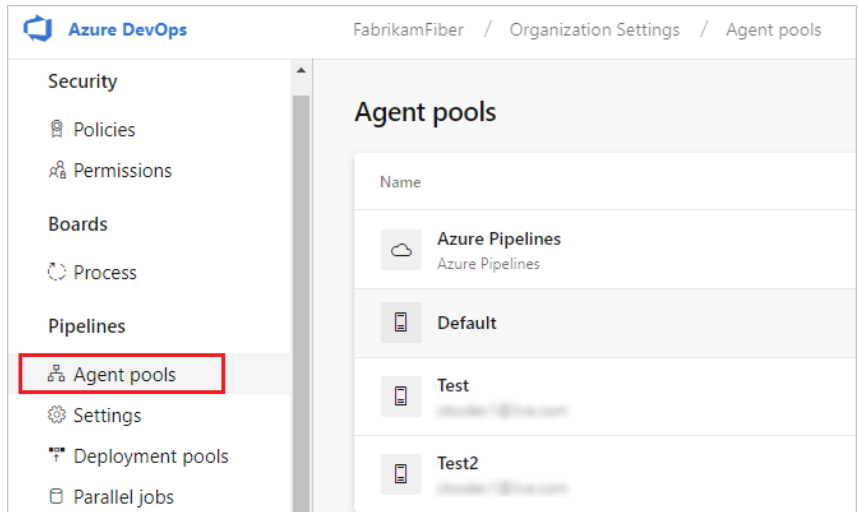 Azure DevOps
FabrikamFiber / Organization Settings / Agent pools
Security
Policies
Permissions
Boards
Process
Pipelines
Agent pools
Settings
Deployment pools
Parallel jobs
Agent pools
Name
Azure Pipelines
Azure Pipelines
Default
Test
Test2